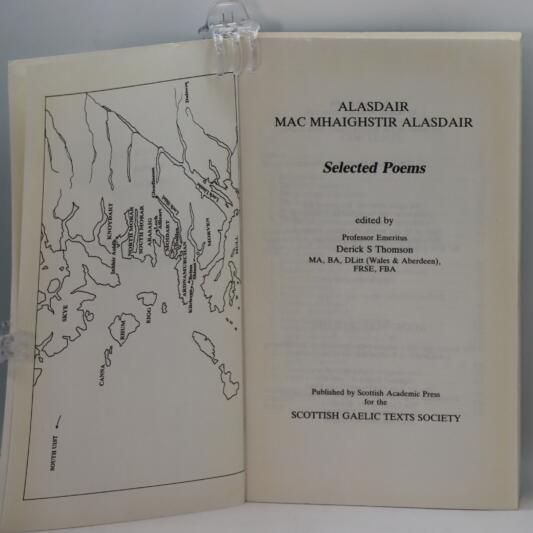 SOUTH UIST
CANNA
RHUM
EIGG
SKYE
KNOYDART
NORTH MORAR
SOUTH MORAR
ARASAIG
MOIDART
ARDNAMURCHAN
MORVEN
MULL
Glenfinnan
ALASDAIR
MAC MHAIGHSTIR ALASDAIR
Selected Poems
edited by
Professor Emeritus
Derick S Thomson
MA, BA, DLitt (Wales & Aberdeen),
FRSE, FBA
Published by Scottish Academic Press
for the
SCOTTISH GAELIC TEXTS SOCIETY